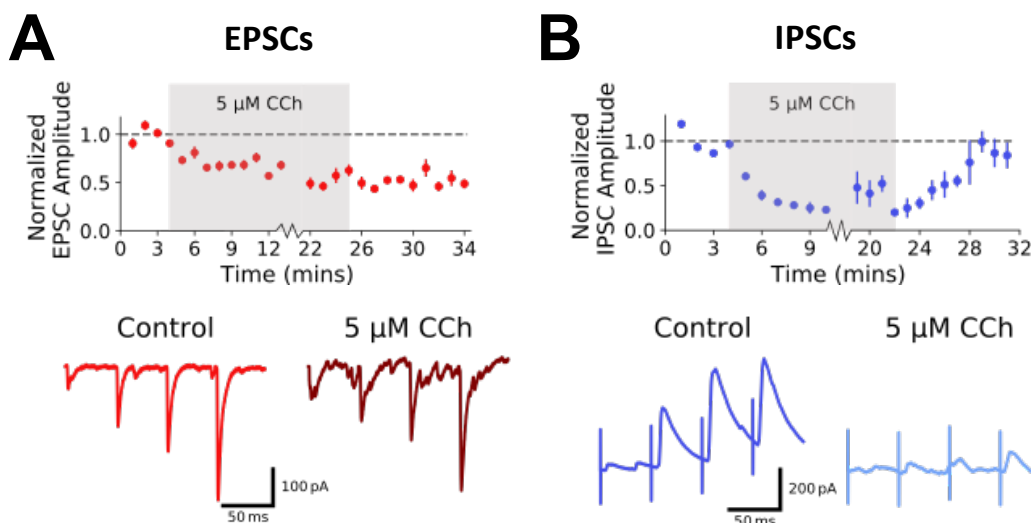 A
EPSCs
5 µM CCh
Normalized
EPSC Amplitude
1.0
0.5
0.0
0 3 6 9 12 22 26 30 34
Time (mins)
Control
5 µM CCh
100 pA
50 ms
B
IPSCs
5 µM CCh
Normalized
IPSC Amplitude
1.0
0.5
0.0
0 3 6 9 20 24 28 32
Time (mins)
Control
5 µM CCh
200 pA
50 ms